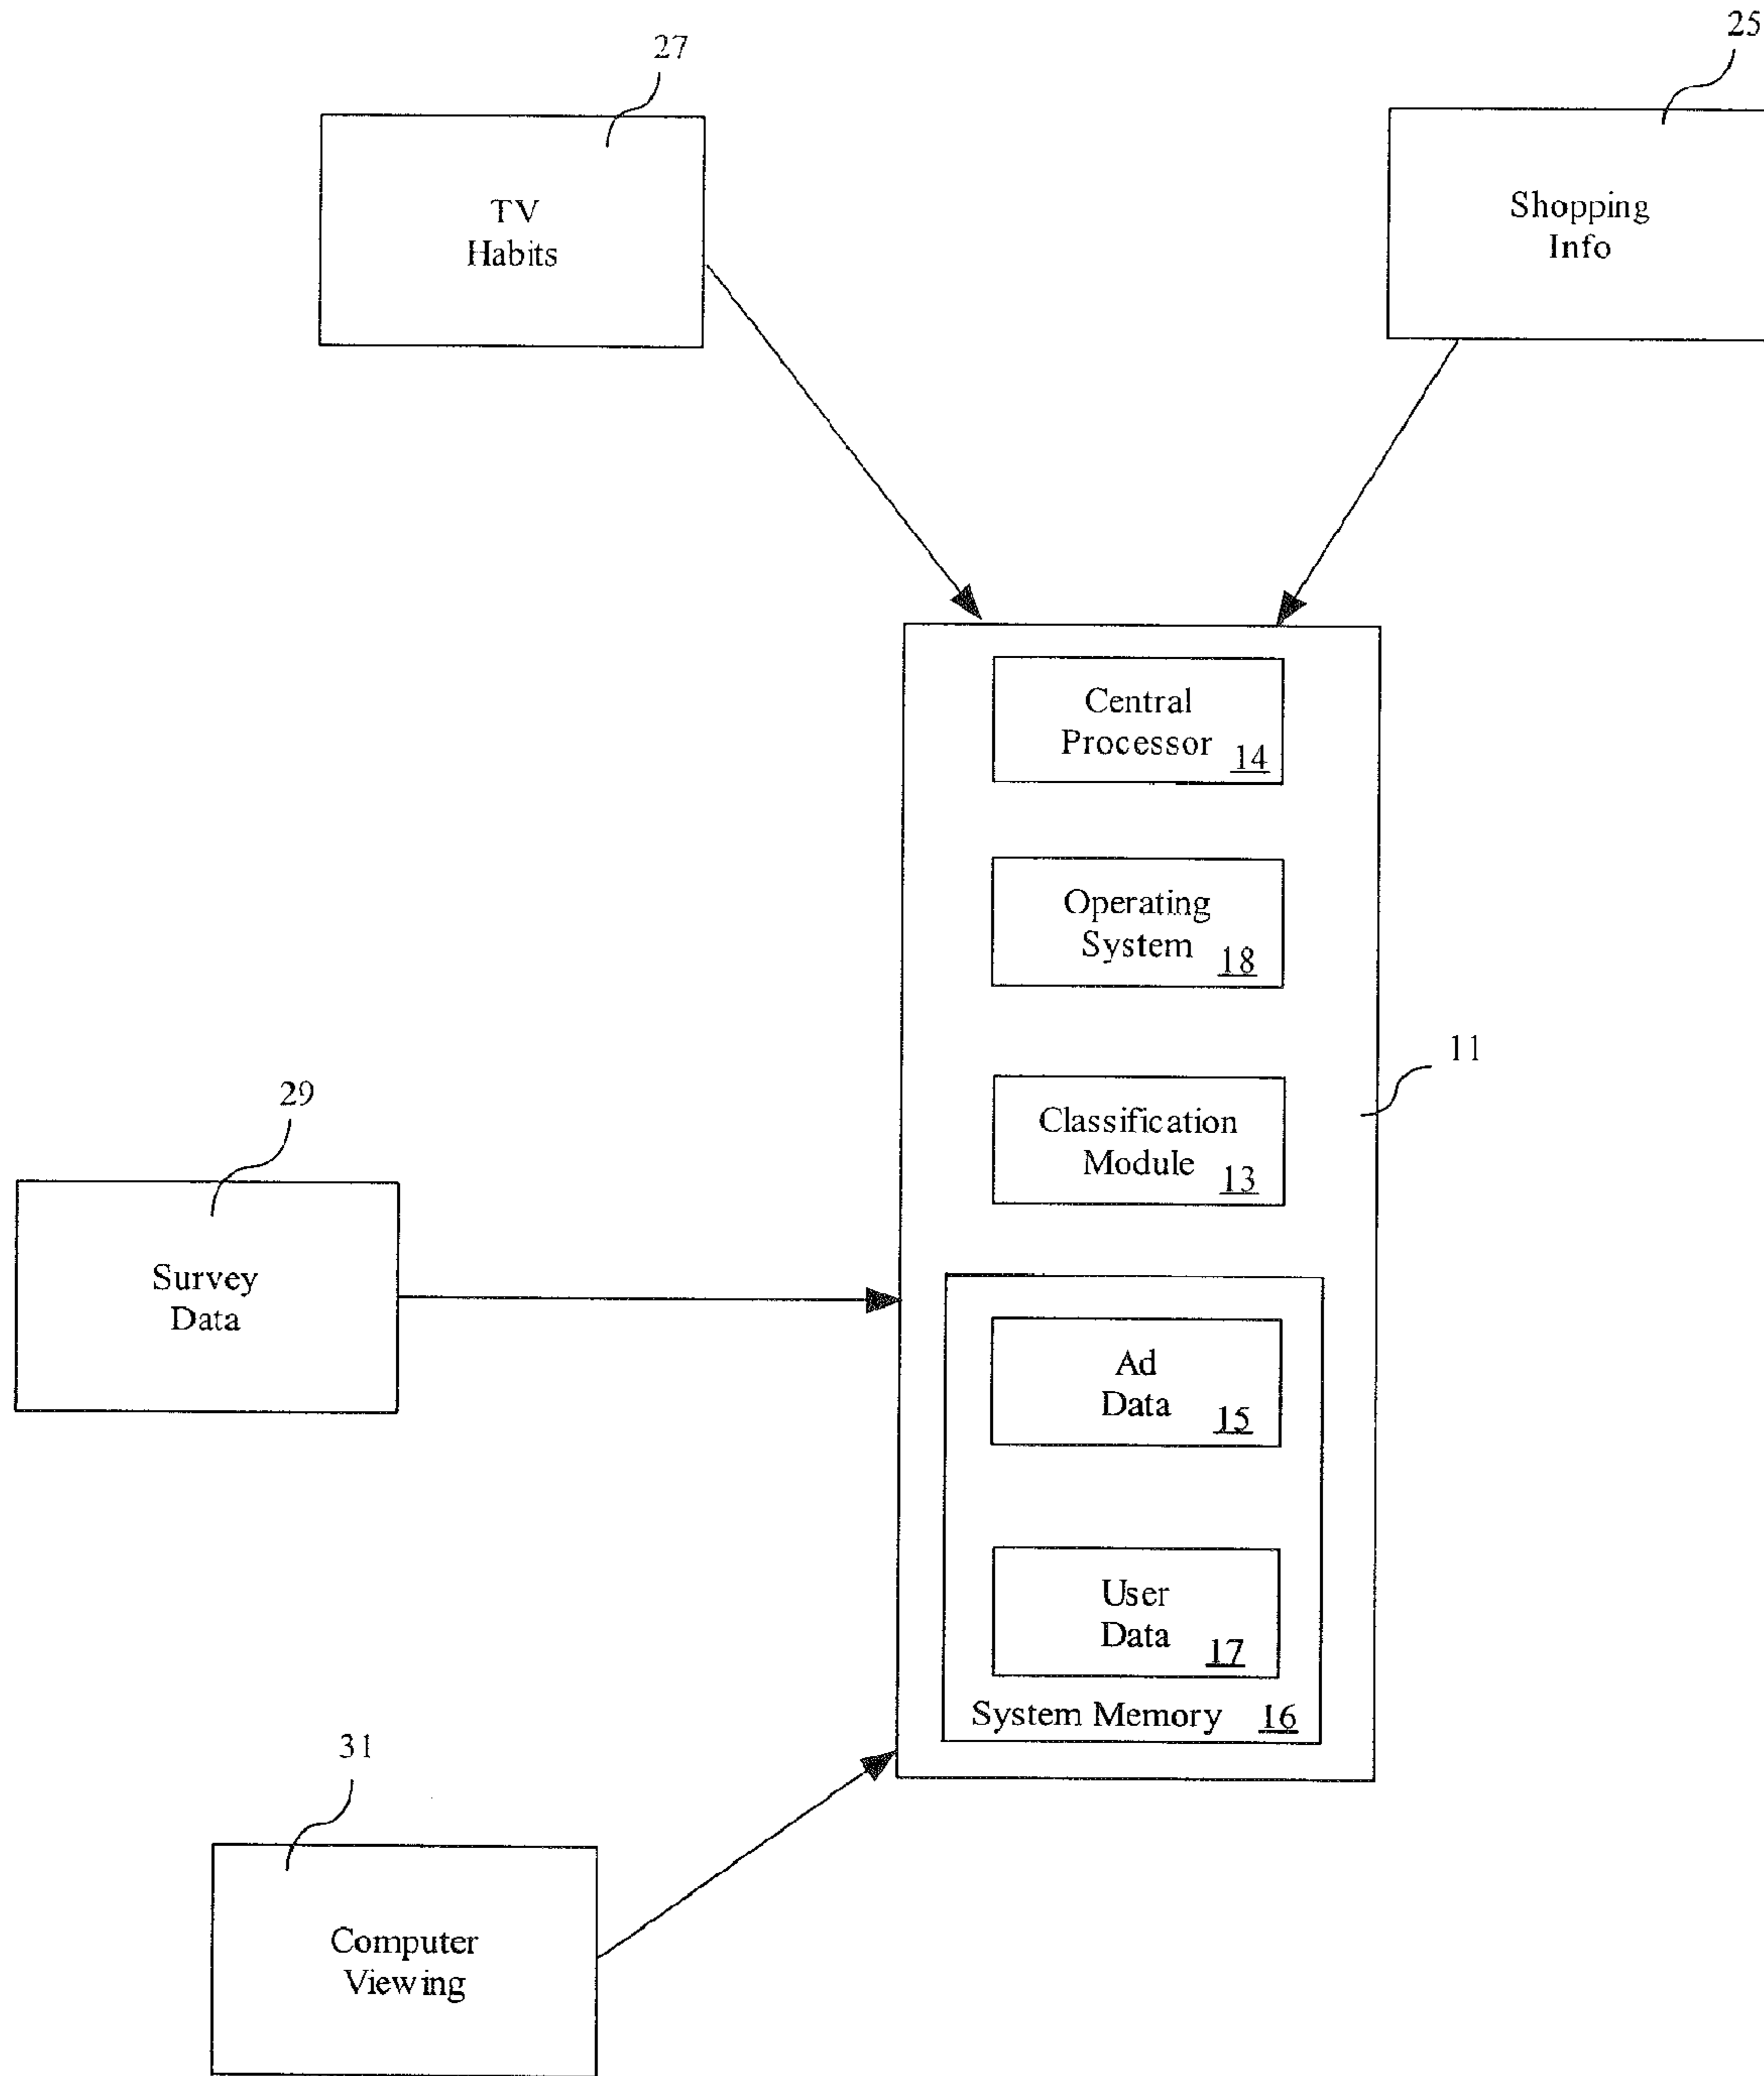 27
25
TV
Habits
Shopping
Info
Central
Processor 14
Operating
System 18
11
Classification
Module 13
29
Survey
Data
Ad
Data 15
User
Data 17
System Memory 16
31
Computer
Viewing